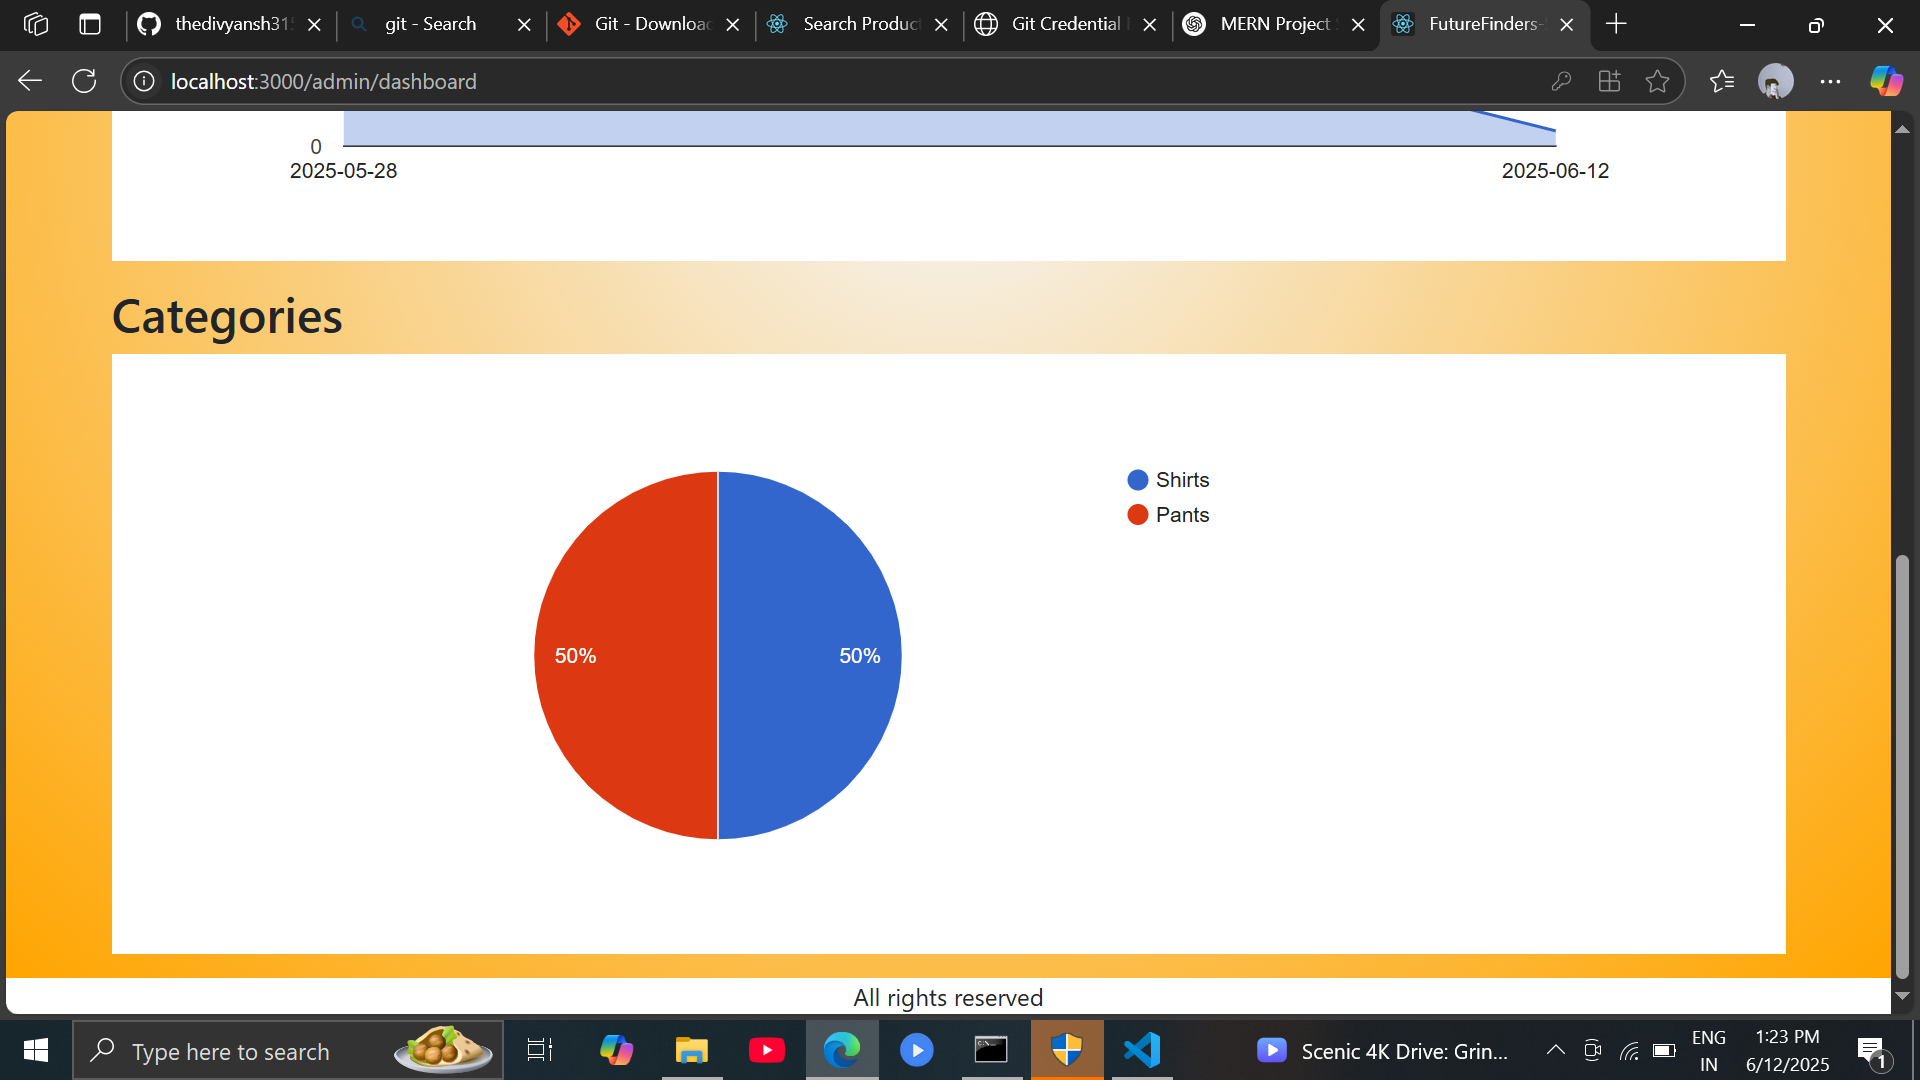 thedivyansh31
git - Search
Git - Download
Search Product
Git Credential
MERN Project
FutureFinders-
localhost:3000/admin/dashboard
0
2025-05-28
2025-06-12
Categories
Shirts
Pants
50%
50%
All rights reserved
Type here to search
Scenic 4K Drive: Grin...
ENG
IN
1:23 PM
6/12/2025
1